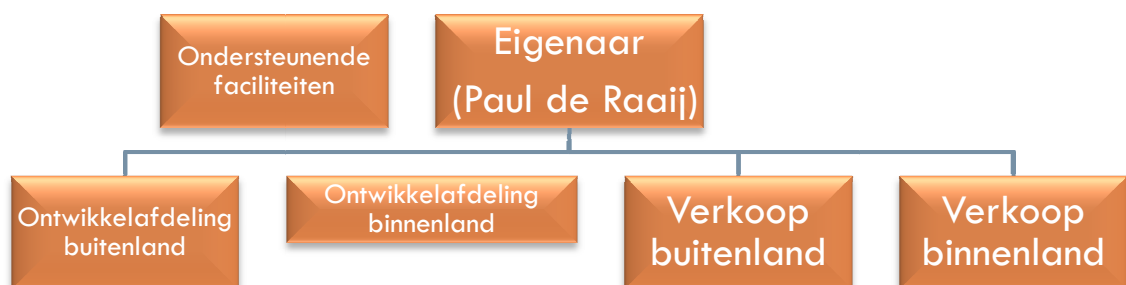 Ondersteunende
faciliteiten
Eigenaar
(Paul de Raaij)
Ontwikkelafdeling
buitenland
Ontwikkelafdeling
binnenland
Verkoop
buitenland
Verkoop
binnenland